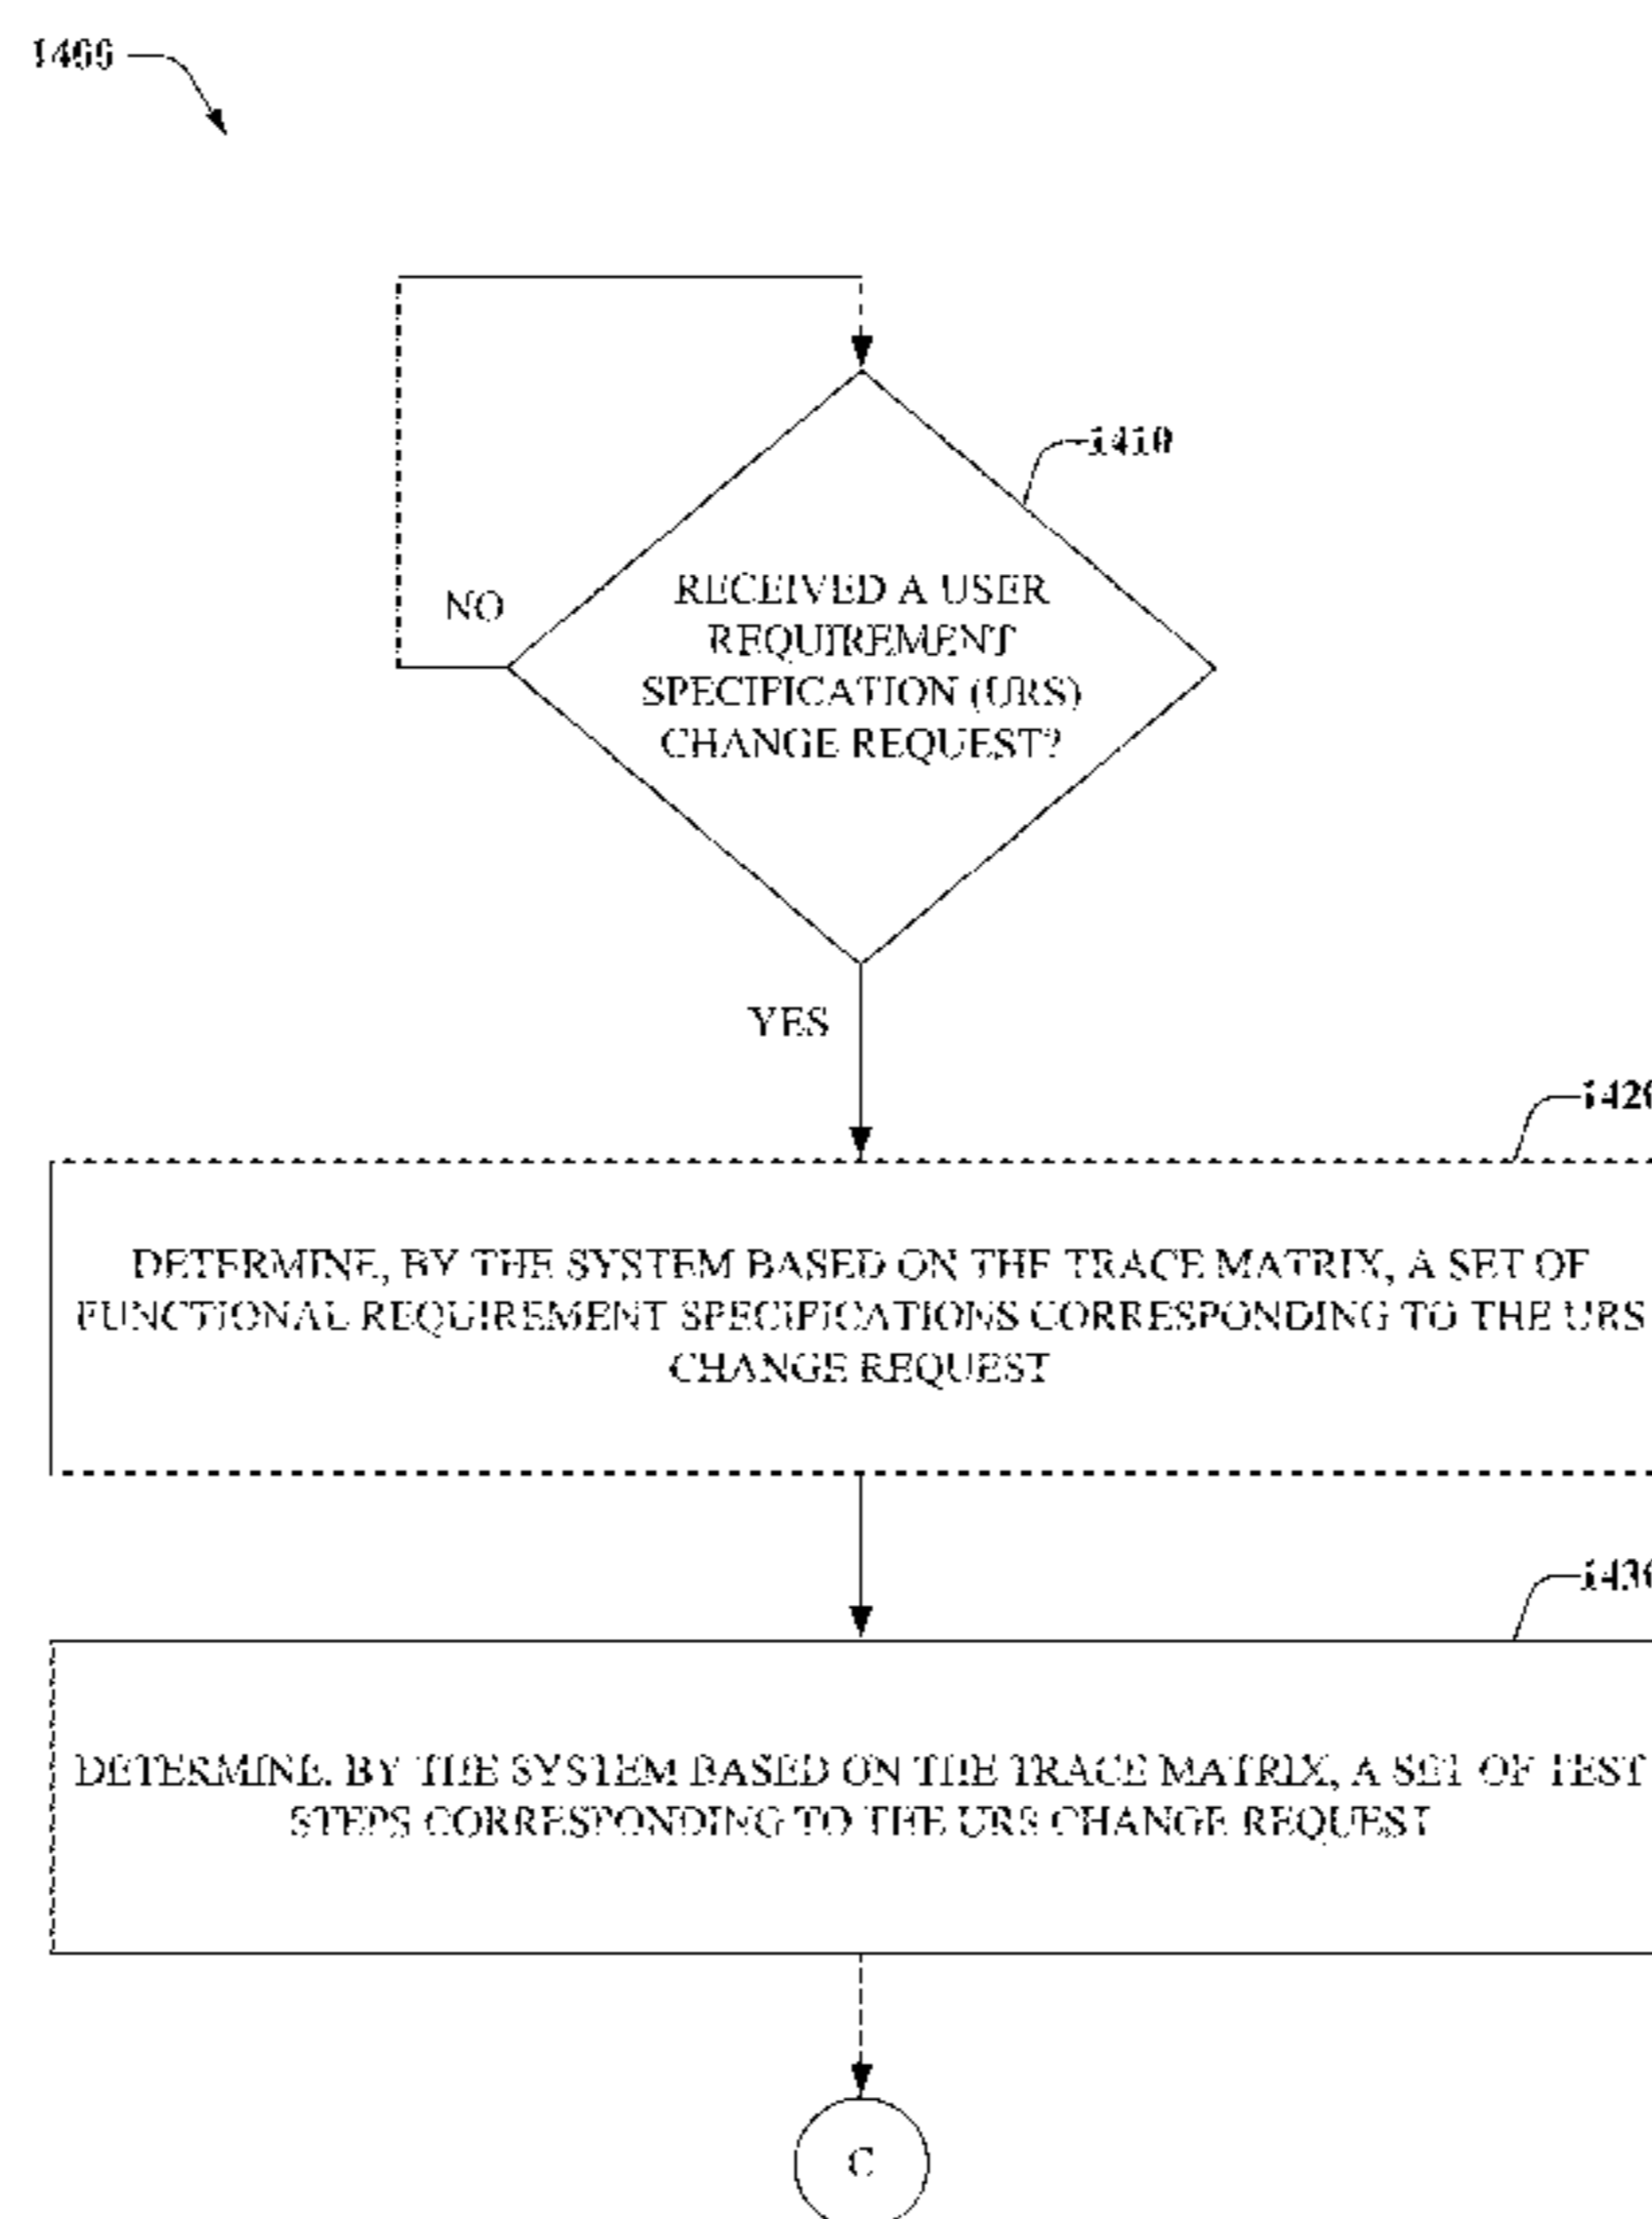 1400
1410
RECEIVED A USER
REQUIREMENT
SPECIFICATION (URS)
CHANGE REQUEST?
NO
YES
DETERMINE, BY THE SYSTEM BASED ON THE TRACE MATRIX, A SET OF
FUNCTIONAL REQUIREMENT SPECIFICATIONS CORRESPONDING TO THE URS
CHANGE REQUEST
DETERMINE, BY THE SYSTEM BASED ON THE TRACE MATRIX, A SET OF TEST
STEPS CORRESPONDING TO THE URS CHANGE REQUEST
C